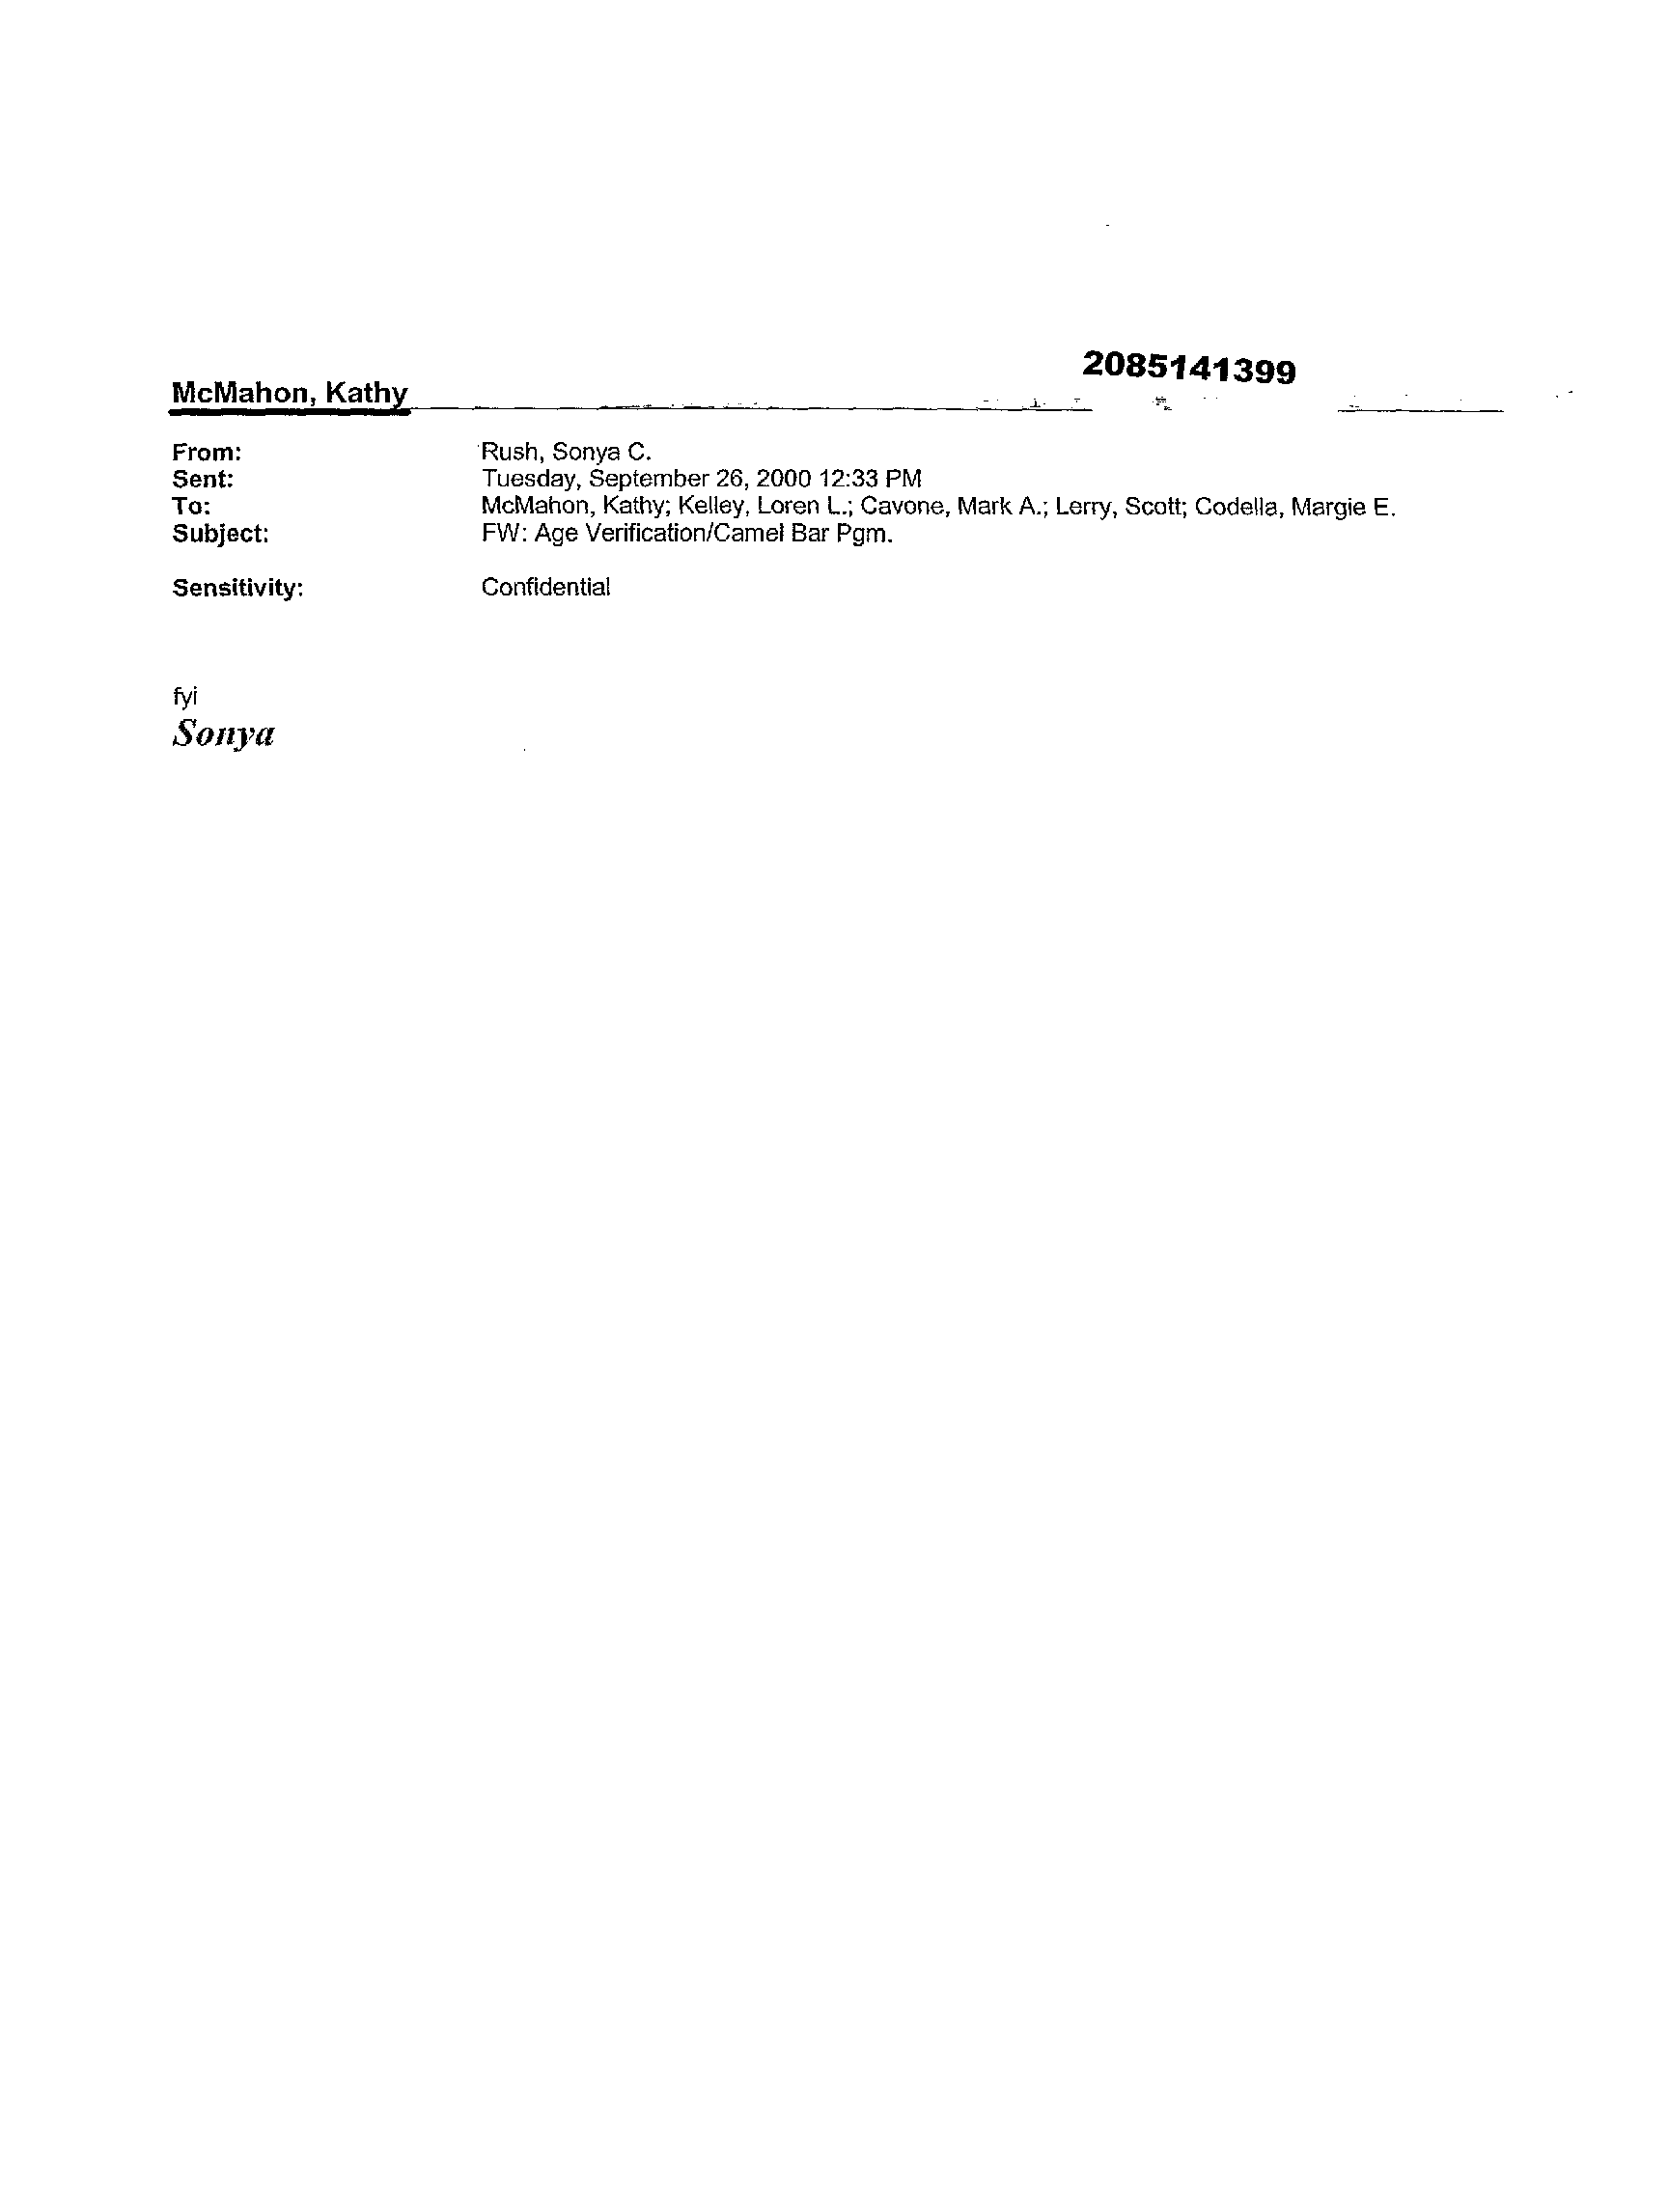 2085141399
McMahon, Kathy
From: Rush, Sonya C.
Sent: Tuesday, September 26, 2000 12:33 PM
To: McMahon, Kathy; Kelley, Loren L.; Cavone, Mark A.; Lerry, Scott; Codella, Margie E.
Subject: FW: Age Verification/Camel Bar Pgm.
Sensitivity: Confidential
fyi
Sonya